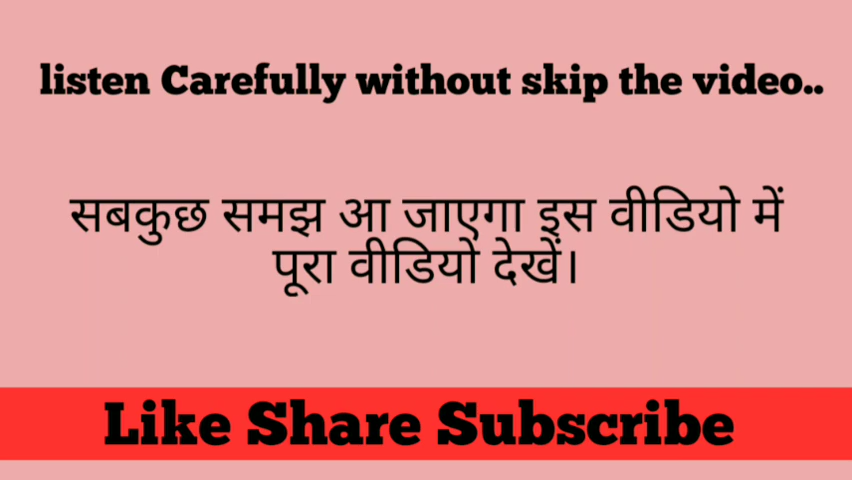 listen Carefully without skip the video..
सबकुछ समझ आ जाएगा इस वीडियो में
पूरा वीडियो देखें।
Like Share Subscribe